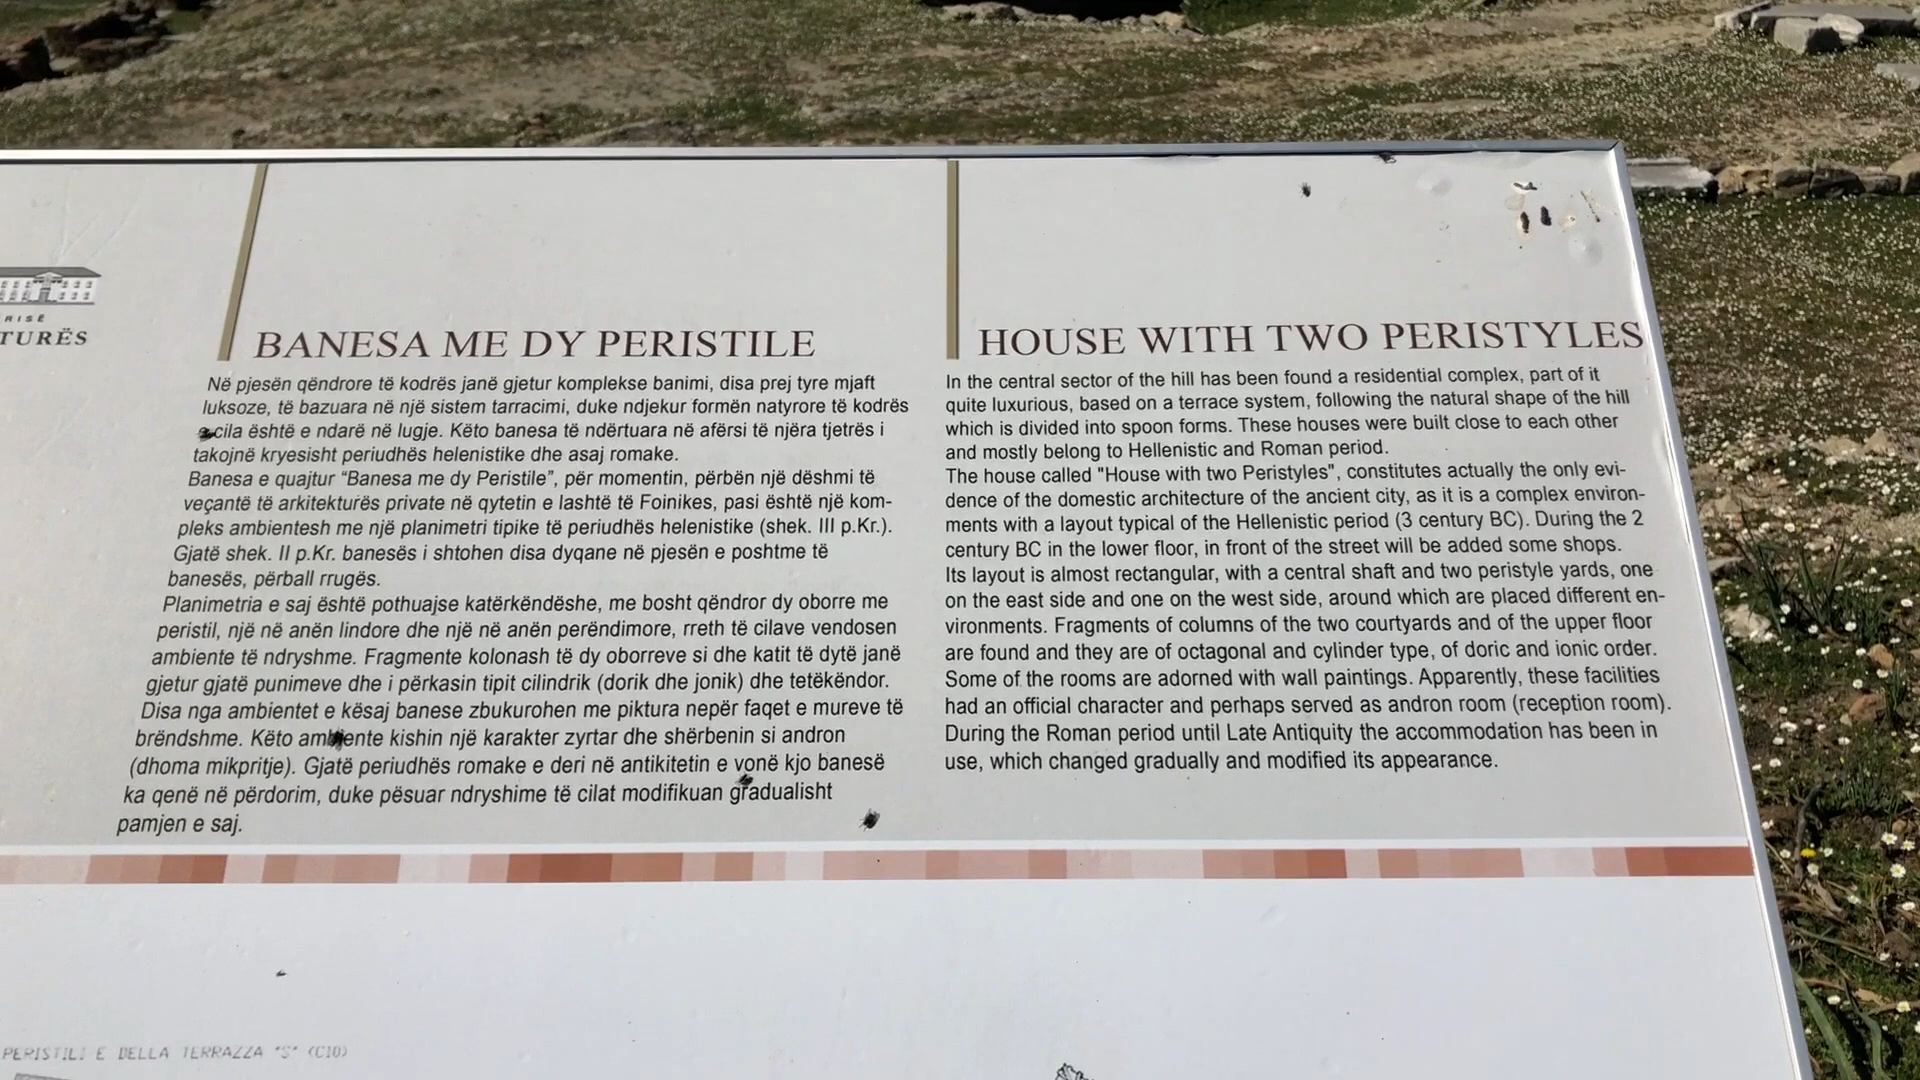 RISË
TURËS
BANESA ME DY PERISTILE
Në pjesën qëndrore të kodrës janë gjetur komplekse banimi, disa prej tyre mjaft
luksoze, të bazuara në një sistem tarracimi, duke ndjekur formën natyrore të kodrës
e cila është e ndarë në lugje. Këto banesa të ndërtuara në afërsi të njëra tjetrës i
takojnë kryesisht periudhës helenistike dhe asaj romake.
Banesa e quajtur “Banesa me dy Peristile”, për momentin, përbën një dëshmi të
veçantë të arkitekturës private në qytetin e lashtë të Foinikes, pasi është një kom-
pleks ambientesh me një planimetri tipike të periudhës helenistike (shek. III p.Kr.).
Gjatë shek. II p.Kr. banesës i shtohen disa dyqane në pjesën e poshtme të
banesës, përball rrugës.
Planimetria e saj është pothuajse katërkëndëshe, me bosht qëndror dy oborre me
peristil, një në anën lindore dhe një në anën perëndimore, rreth të cilave vendosen
ambiente të ndryshme. Fragmente kolonash të dy oborreve si dhe katit të dytë janë
gjetur gjatë punimeve dhe i përkasin tipit cilindrik (dorik dhe jonik) dhe tetëkëndor.
Disa nga ambientet e kësaj banese zbukurohen me piktura nepër faqet e mureve të
brëndshme. Këto ambiente kishin një karakter zyrtar dhe shërbenin si andron
(dhoma mikpritje). Gjatë periudhës romake e deri në antikitetin e vonë kjo banesë
ka qenë në përdorim, duke pësuar ndryshime të cilat modifikuan gradualisht
pamjen e saj.
HOUSE WITH TWO PERISTYLES
In the central sector of the hill has been found a residential complex, part of it
quite luxurious, based on a terrace system, following the natural shape of the hill
which is divided into spoon forms. These houses were built close to each other
and mostly belong to Hellenistic and Roman period.
The house called "House with two Peristyles", constitutes actually the only evi-
dence of the domestic architecture of the ancient city, as it is a complex environ-
ments with a layout typical of the Hellenistic period (3 century BC). During the 2
century BC in the lower floor, in front of the street will be added some shops.
Its layout is almost rectangular, with a central shaft and two peristyle yards, one
on the east side and one on the west side, around which are placed different en-
vironments. Fragments of columns of the two courtyards and of the upper floor
are found and they are of octagonal and cylinder type, of doric and ionic order.
Some of the rooms are adorned with wall paintings. Apparently, these facilities
had an official character and perhaps served as andron room (reception room).
During the Roman period until Late Antiquity the accommodation has been in
use, which changed gradually and modified its appearance.
PERISTILI E DELLA TERRAZZA "S" (C10)